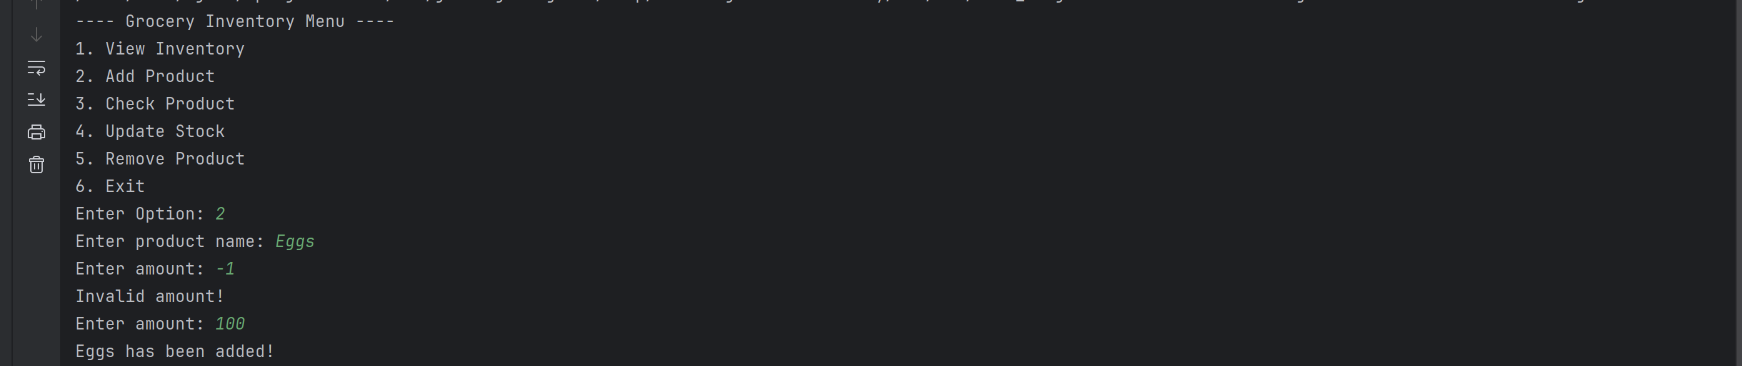 ---- Grocery Inventory Menu ----
1. View Inventory
2. Add Product
3. Check Product
4. Update Stock
5. Remove Product
6. Exit
Enter Option: 2
Enter product name: Eggs
Enter amount: -1
Invalid amount!
Enter amount: 100
Eggs has been added!